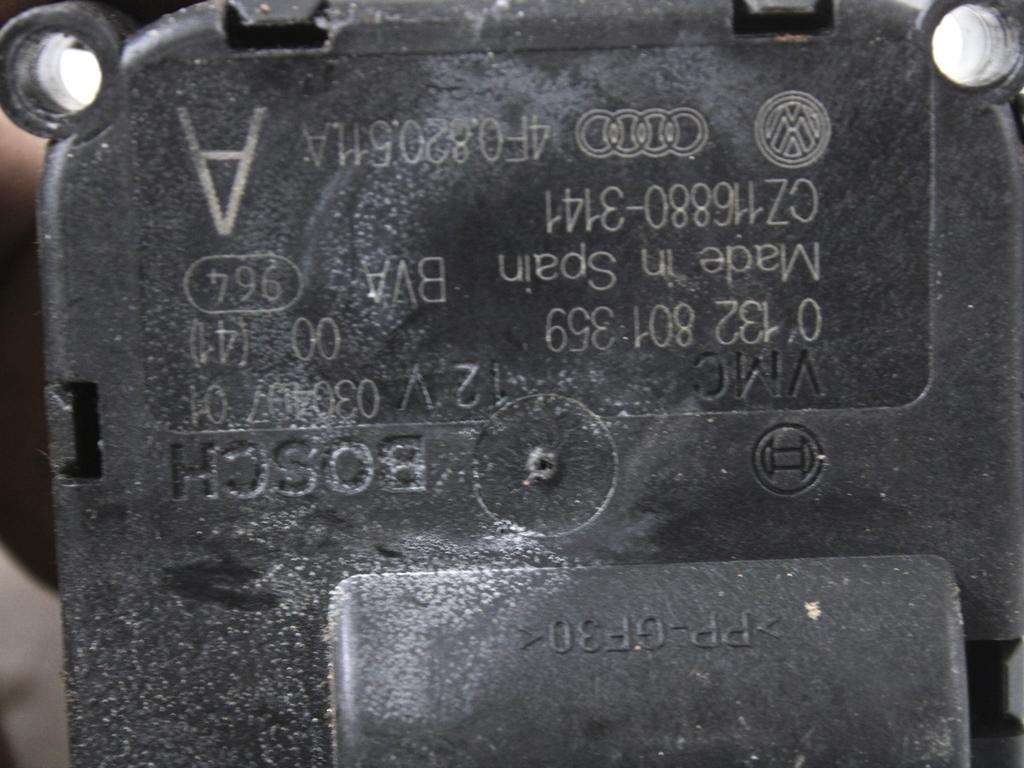 >PP-GF30<
BOSCH
VMC 12 V 030407 01
0 132 801 359 00 (41)
Made in Spain BVA 964
CZ116880-3141
4F0.820.511.A A